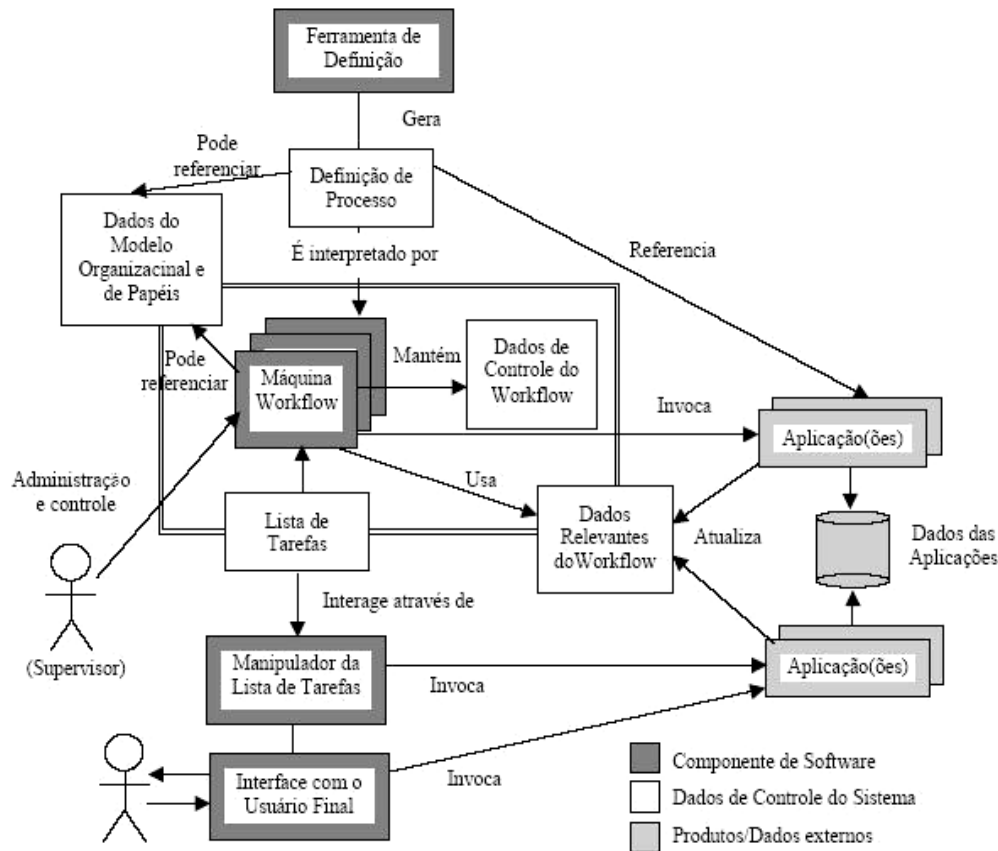 Ferramenta de
Definição
Gera
Pode
referenciar
Definição de
Processo
Dados do
Modelo
Organizacinal e
de Papéis
É interpretado por
Referencia
Pode
referenciar
Máquina
Workflow
Mantém
Dados de
Controle do
Workflow
Invoca
Aplicação(ões)
Administração
e controle
Usa
Lista de
Tarefas
Dados
Relevantes
doWorkflow
Atualiza
Dados das
Aplicações
Interage através de
(Supervisor)
Manipulador da
Lista de Tarefas
Invoca
Aplicação(ões)
Interface com o
Usuário Final
Invoca
Componente de Software
Dados de Controle do Sistema
Produtos/Dados externos